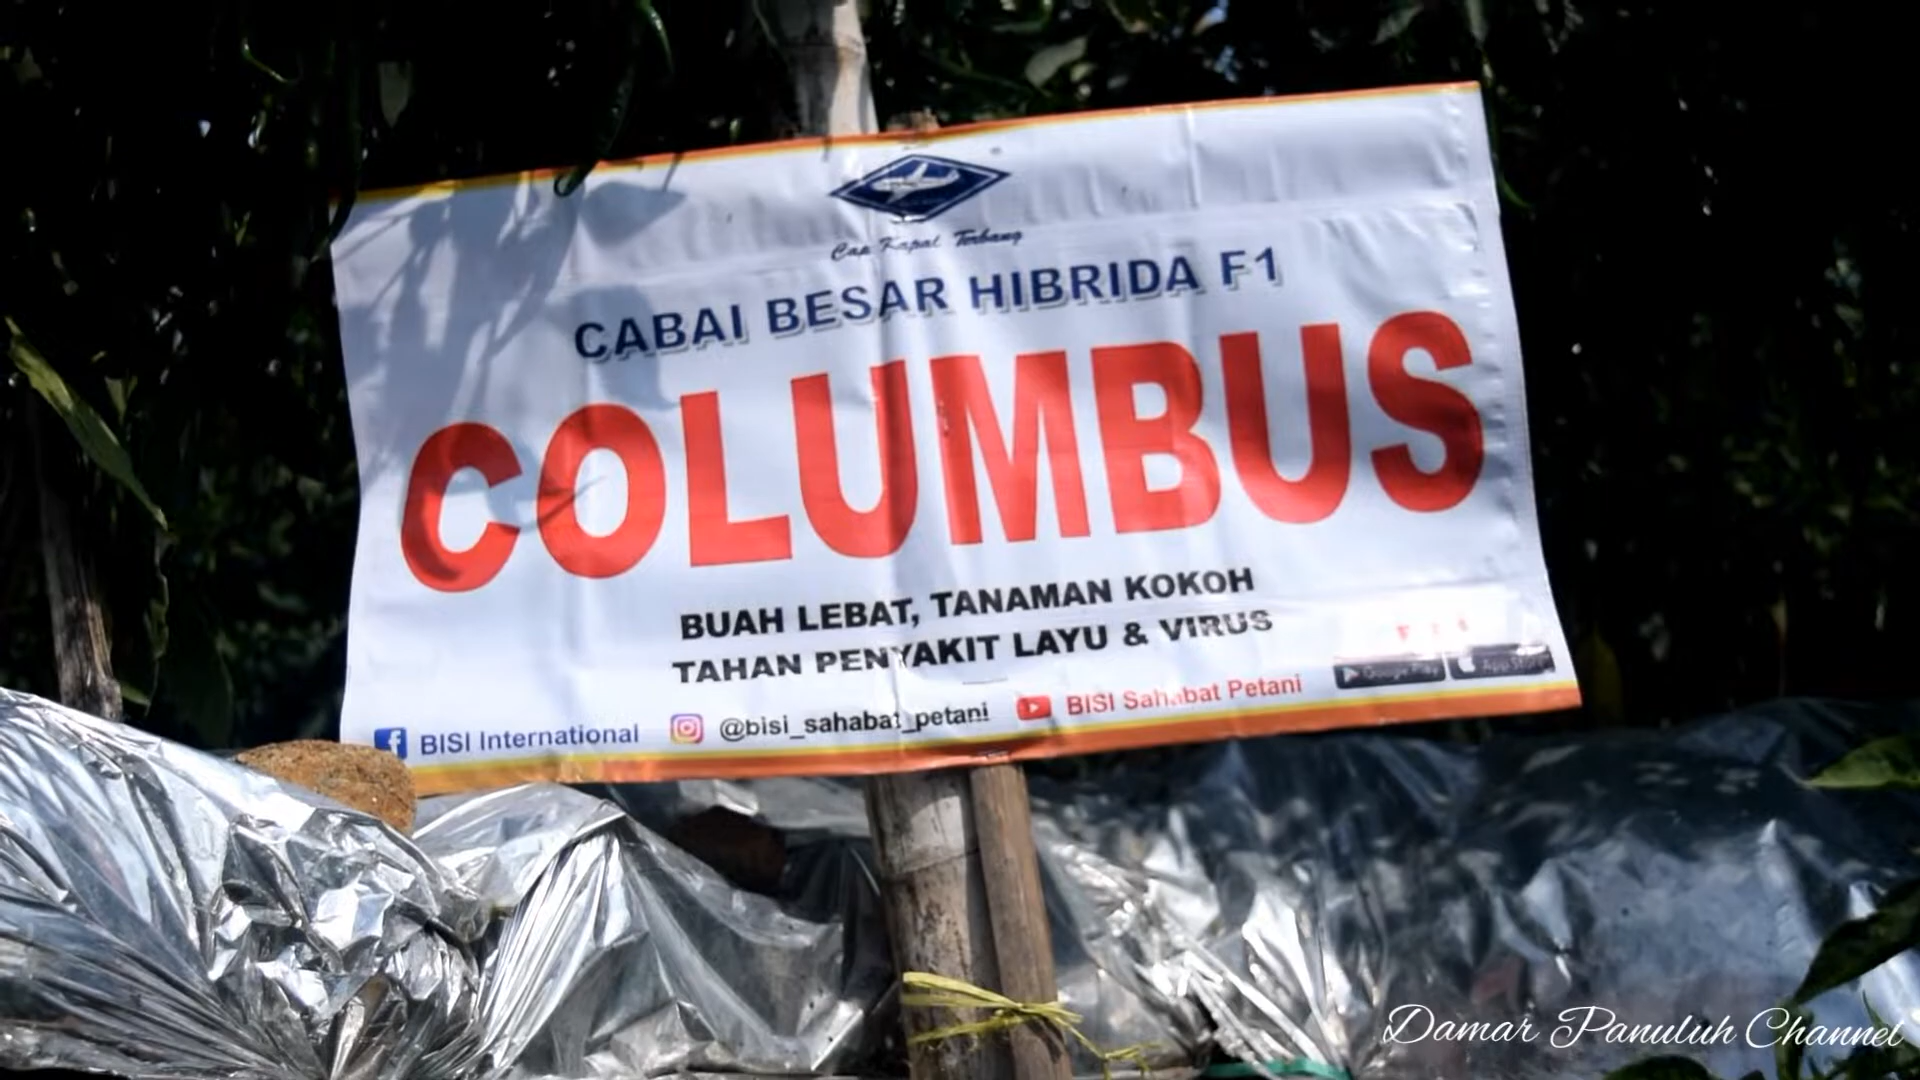 Cap Kapal Terbang
CABAI BESAR HIBRIDA F1
COLUMBUS
BUAH LEBAT, TANAMAN KOKOH
TAHAN PENYAKIT LAYU & VIRUS
Google Play App Store
BISI International @bisi_sahabat_petani BISI Sahabat Petani
Damar Panuluh Channel